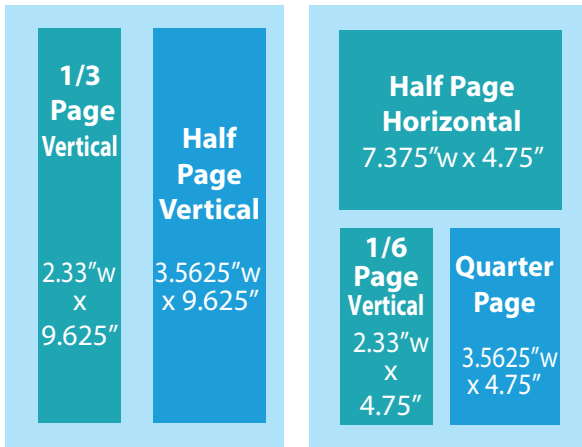 1/3
Page
Vertical
2.33”w
x
9.625”
Half
Page
Vertical
3.5625”w
x 9.625”
Half Page
Horizontal
7.375”w x 4.75”
1/6
Page
Vertical
2.33”w
x
4.75”
Quarter
Page
3.5625”w
x 4.75”